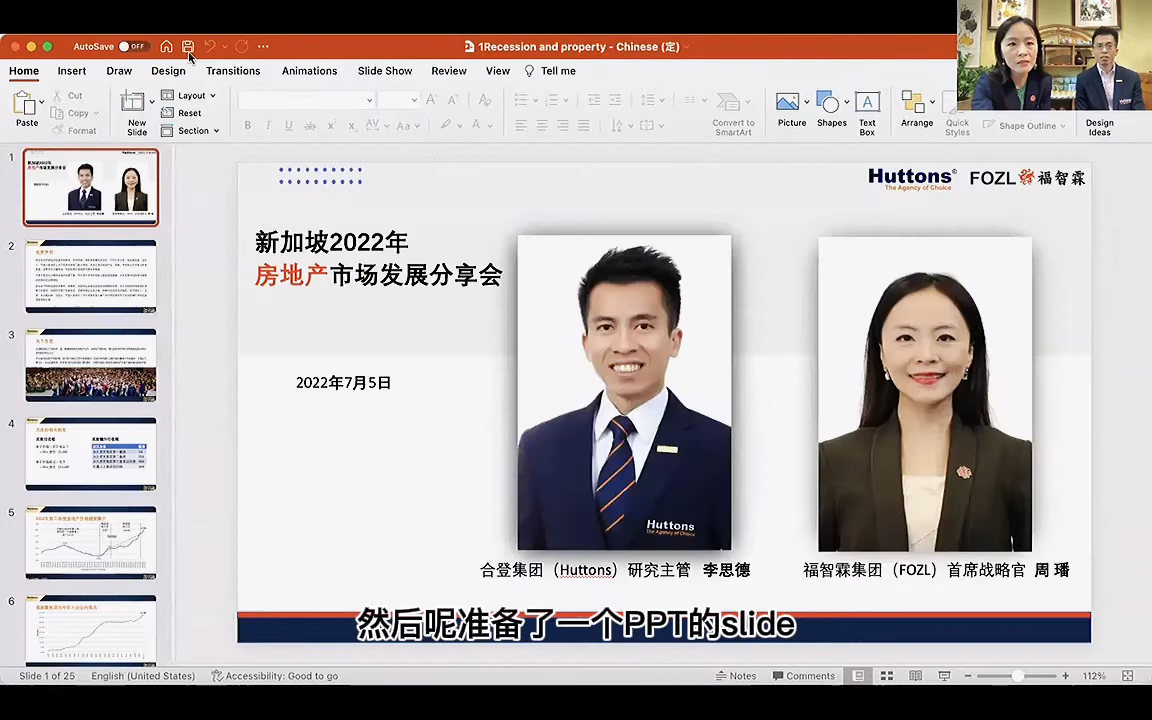 AutoSave OFF
1Recession and property - Chinese (定)
Home Insert Draw Design Transitions Animations Slide Show Review View Tell me
Paste
Cut
Copy
Format
New Slide
Layout
Reset
Section
Convert to SmartArt
Picture
Shapes
Text Box
Arrange
Quick Styles
Shape Outline
Design Ideas
1
2
3
4
5
6
Huttons
The Agency of Choice
FOZL 福智霖
新加坡2022年
房地产市场发展分享会
2022年7月5日
Huttons
The Agency of Choice
合登集团（Huttons）研究主管 李思德
福智霖集团（FOZL）首席战略官 周 璠
然后呢准备了一个PPT的slide
Slide 1 of 25 English (United States) Accessibility: Good to go Notes Comments 112%